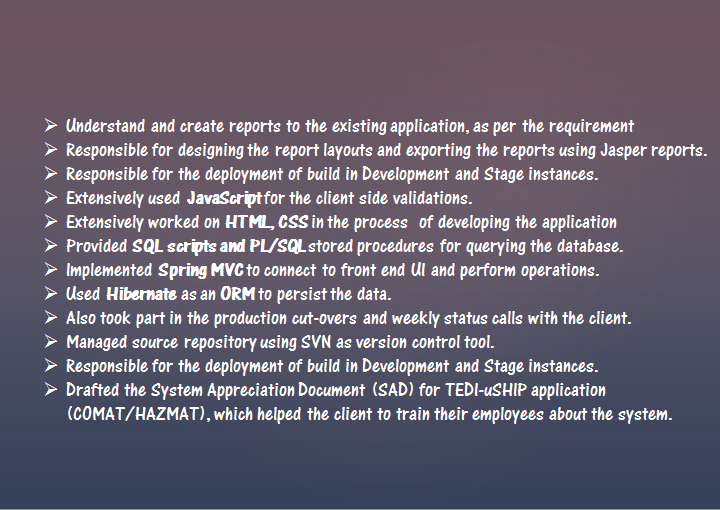 ➢ Understand and create reports to the existing application, as per the requirement
➢ Responsible for designing the report layouts and exporting the reports using Jasper reports.
➢ Responsible for the deployment of build in Development and Stage instances.
➢ Extensively used JavaScript for the client side validations.
➢ Extensively worked on HTML, CSS in the process of developing the application
➢ Provided SQL scripts and PL/SQL stored procedures for querying the database.
➢ Implemented Spring MVC to connect to front end UI and perform operations.
➢ Used Hibernate as an ORM to persist the data.
➢ Also took part in the production cut-overs and weekly status calls with the client.
➢ Managed source repository using SVN as version control tool.
➢ Responsible for the deployment of build in Development and Stage instances.
➢ Drafted the System Appreciation Document (SAD) for TEDI-uSHIP application
(COMAT/HAZMAT), which helped the client to train their employees about the system.